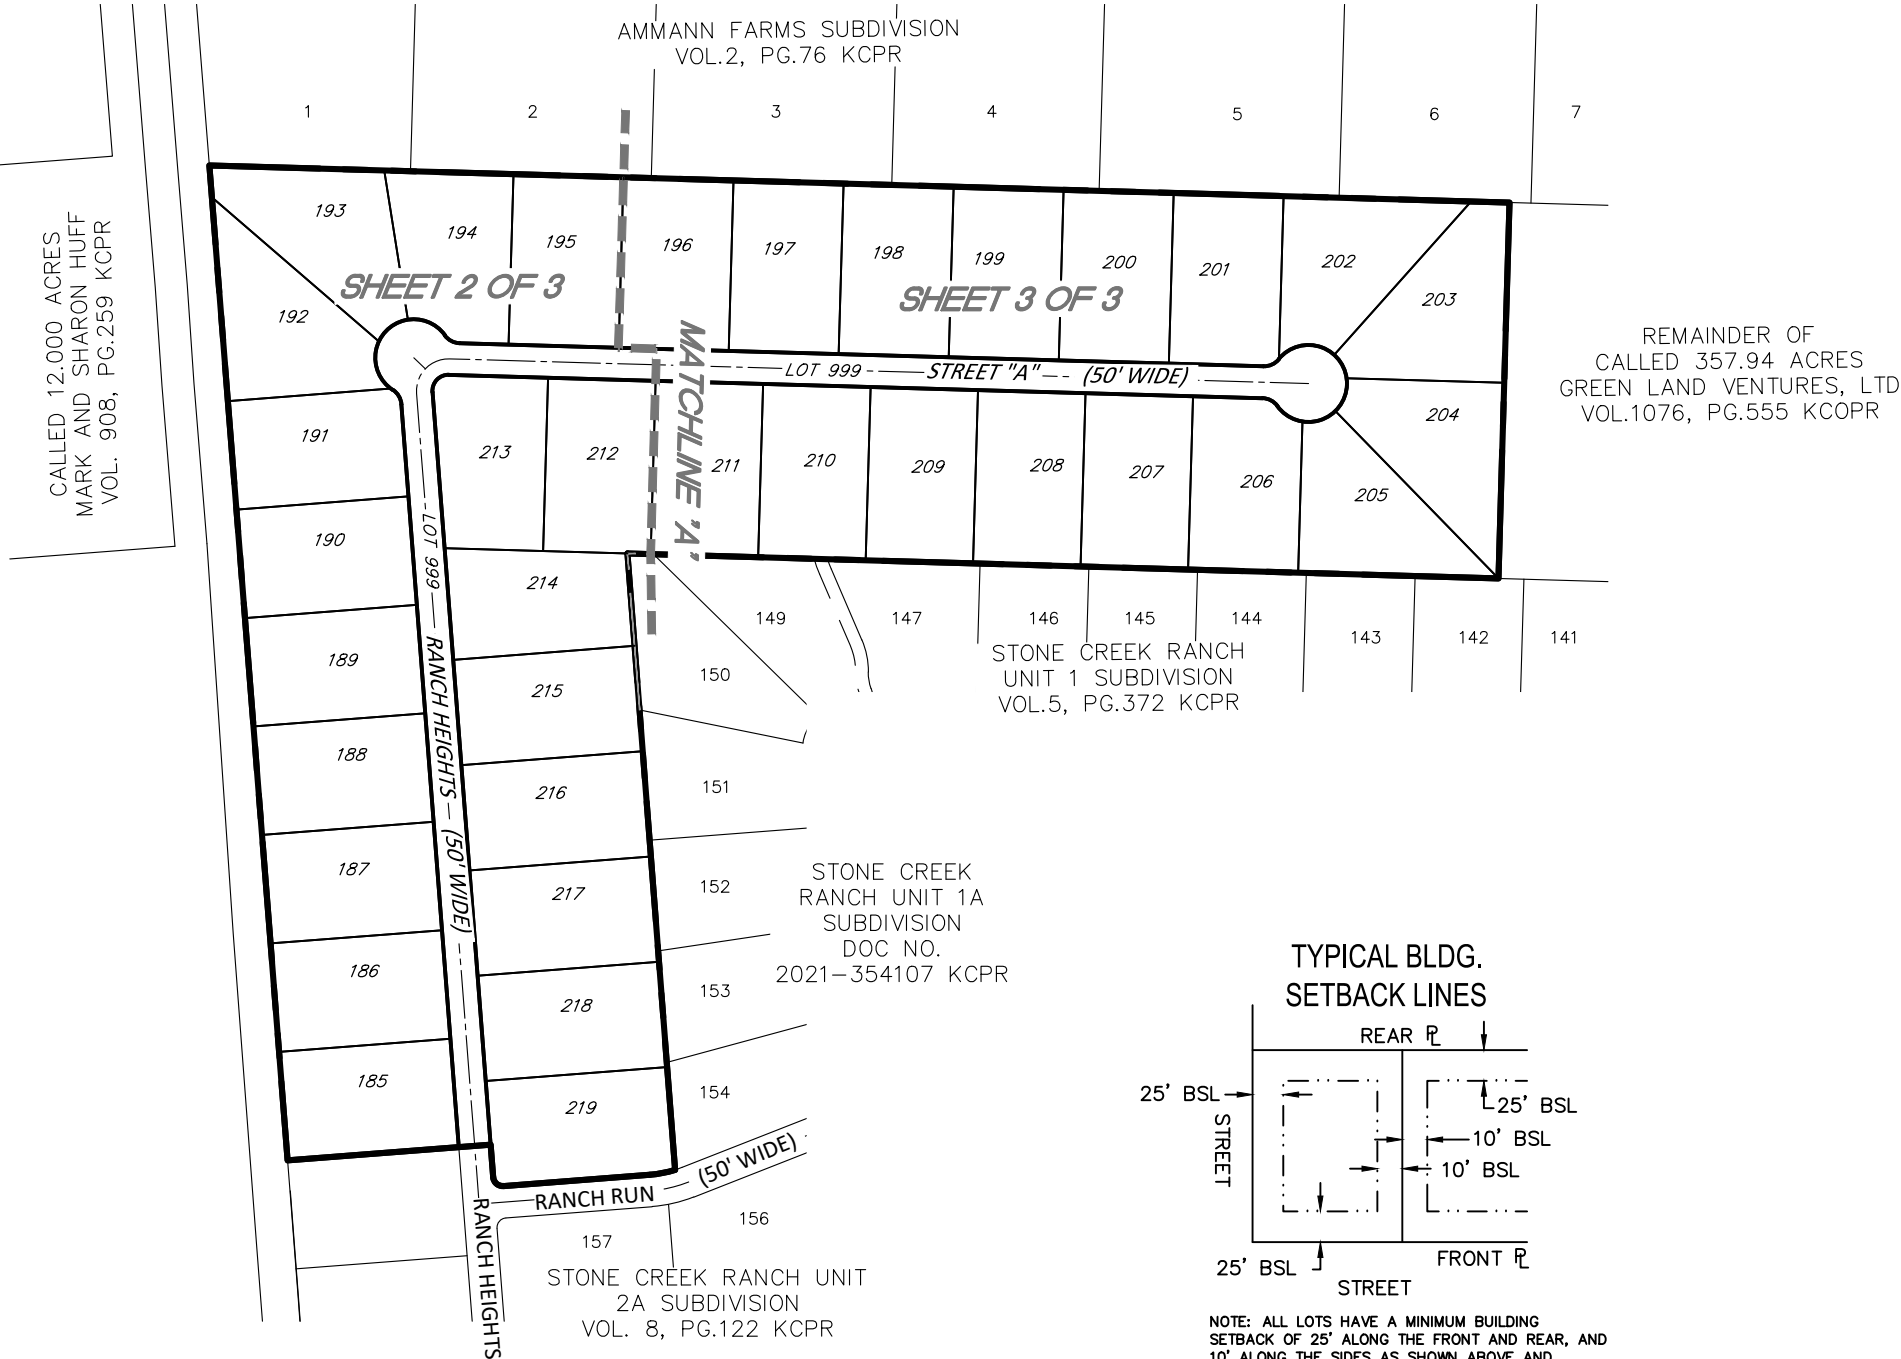 AMMANN FARMS SUBDIVISION
VOL.2, PG.76 KCPR
1
2
3
4
5
6
7
CALLED 12.000 ACRES
MARK AND SHARON HUFF
VOL. 908, PG.259 KCPR
193
194
195
196
197
198
199
200
201
202
203
192
SHEET 2 OF 3
SHEET 3 OF 3
MATCHLINE 'A'
REMAINDER OF
CALLED 357.94 ACRES
GREEN LAND VENTURES, LTD
VOL.1076, PG.555 KCOPR
LOT 999
STREET "A"
(50' WIDE)
204
191
213
212
211
210
209
208
207
206
205
190
LOT 999
214
189
RANCH HEIGHTS
(50' WIDE)
215
188
216
187
217
186
218
185
219
149
147
146
145
144
143
142
141
STONE CREEK RANCH
UNIT 1 SUBDIVISION
VOL.5, PG.372 KCPR
150
151
152
153
154
STONE CREEK
RANCH UNIT 1A
SUBDIVISION
DOC NO.
2021-354107 KCPR
RANCH RUN
(50' WIDE)
RANCH HEIGHTS
156
157
STONE CREEK RANCH UNIT
2A SUBDIVISION
VOL. 8, PG.122 KCPR
TYPICAL BLDG.
SETBACK LINES
REAR ⅊
25' BSL
STREET
25' BSL
10' BSL
10' BSL
25' BSL
FRONT ⅊
STREET
NOTE: ALL LOTS HAVE A MINIMUM BUILDING
SETBACK OF 25' ALONG THE FRONT AND REAR, AND
10' ALONG THE SIDES AS SHOWN ABOVE AND